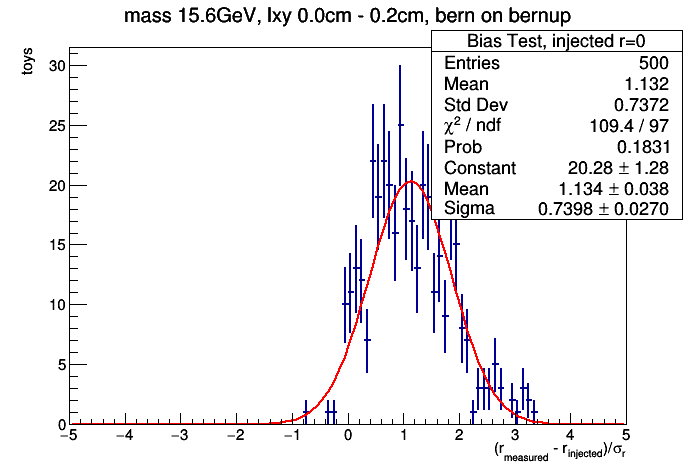 mass 15.6GeV, lxy 0.0cm - 0.2cm, bern on bernup
Bias Test, injected r=0
Entries 500
Mean 1.132
Std Dev 0.7372
χ² / ndf 109.4 / 97
Prob 0.1831
Constant 20.28 ± 1.28
Mean 1.134 ± 0.038
Sigma 0.7398 ± 0.0270
toys
30
25
20
15
10
5
0
−5 −4 −3 −2 −1 0 1 2 3 4 5
(r_measured - r_injected)/σ_r